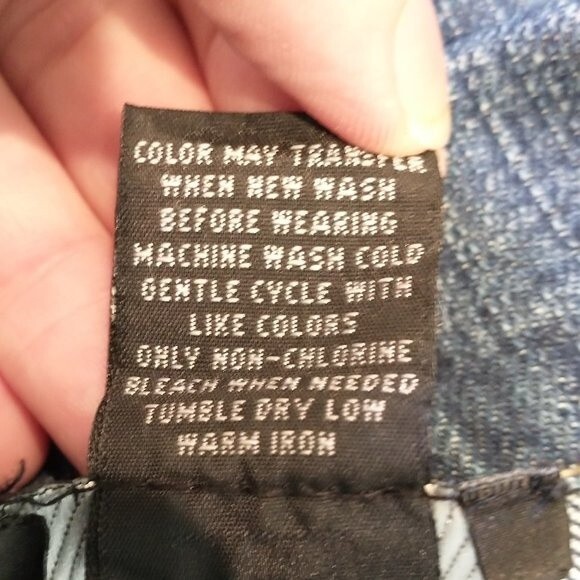 COLOR MAY TRANSFER
WHEN NEW WASH
BEFORE WEARING
MACHINE WASH COLD
GENTLE CYCLE WITH
LIKE COLORS
ONLY NON-CHLORINE
BLEACH WHEN NEEDED
TUMBLE DRY LOW
WARM IRON